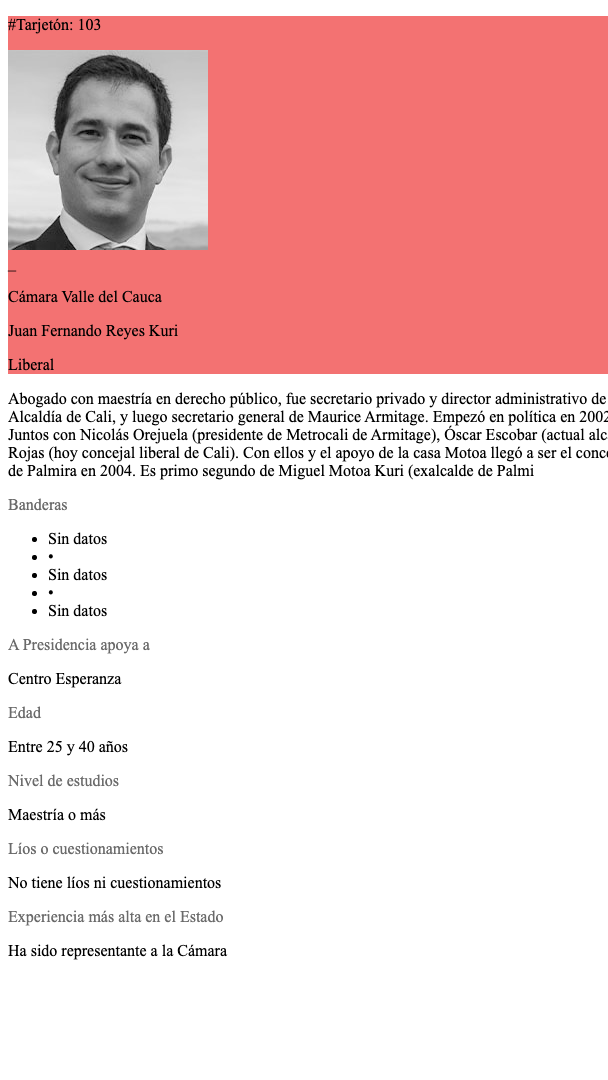 #Tarjetón: 103
_
Cámara Valle del Cauca
Juan Fernando Reyes Kuri
Liberal
Abogado con maestría en derecho público, fue secretario privado y director administrativo de
Alcaldía de Cali, y luego secretario general de Maurice Armitage. Empezó en política en 2002
Juntos con Nicolás Orejuela (presidente de Metrocali de Armitage), Óscar Escobar (actual alc
Rojas (hoy concejal liberal de Cali). Con ellos y el apoyo de la casa Motoa llegó a ser el conce
de Palmira en 2004. Es primo segundo de Miguel Motoa Kuri (exalcalde de Palmi
Banderas
• Sin datos
• •
• Sin datos
• •
• Sin datos
A Presidencia apoya a
Centro Esperanza
Edad
Entre 25 y 40 años
Nivel de estudios
Maestría o más
Líos o cuestionamientos
No tiene líos ni cuestionamientos
Experiencia más alta en el Estado
Ha sido representante a la Cámara